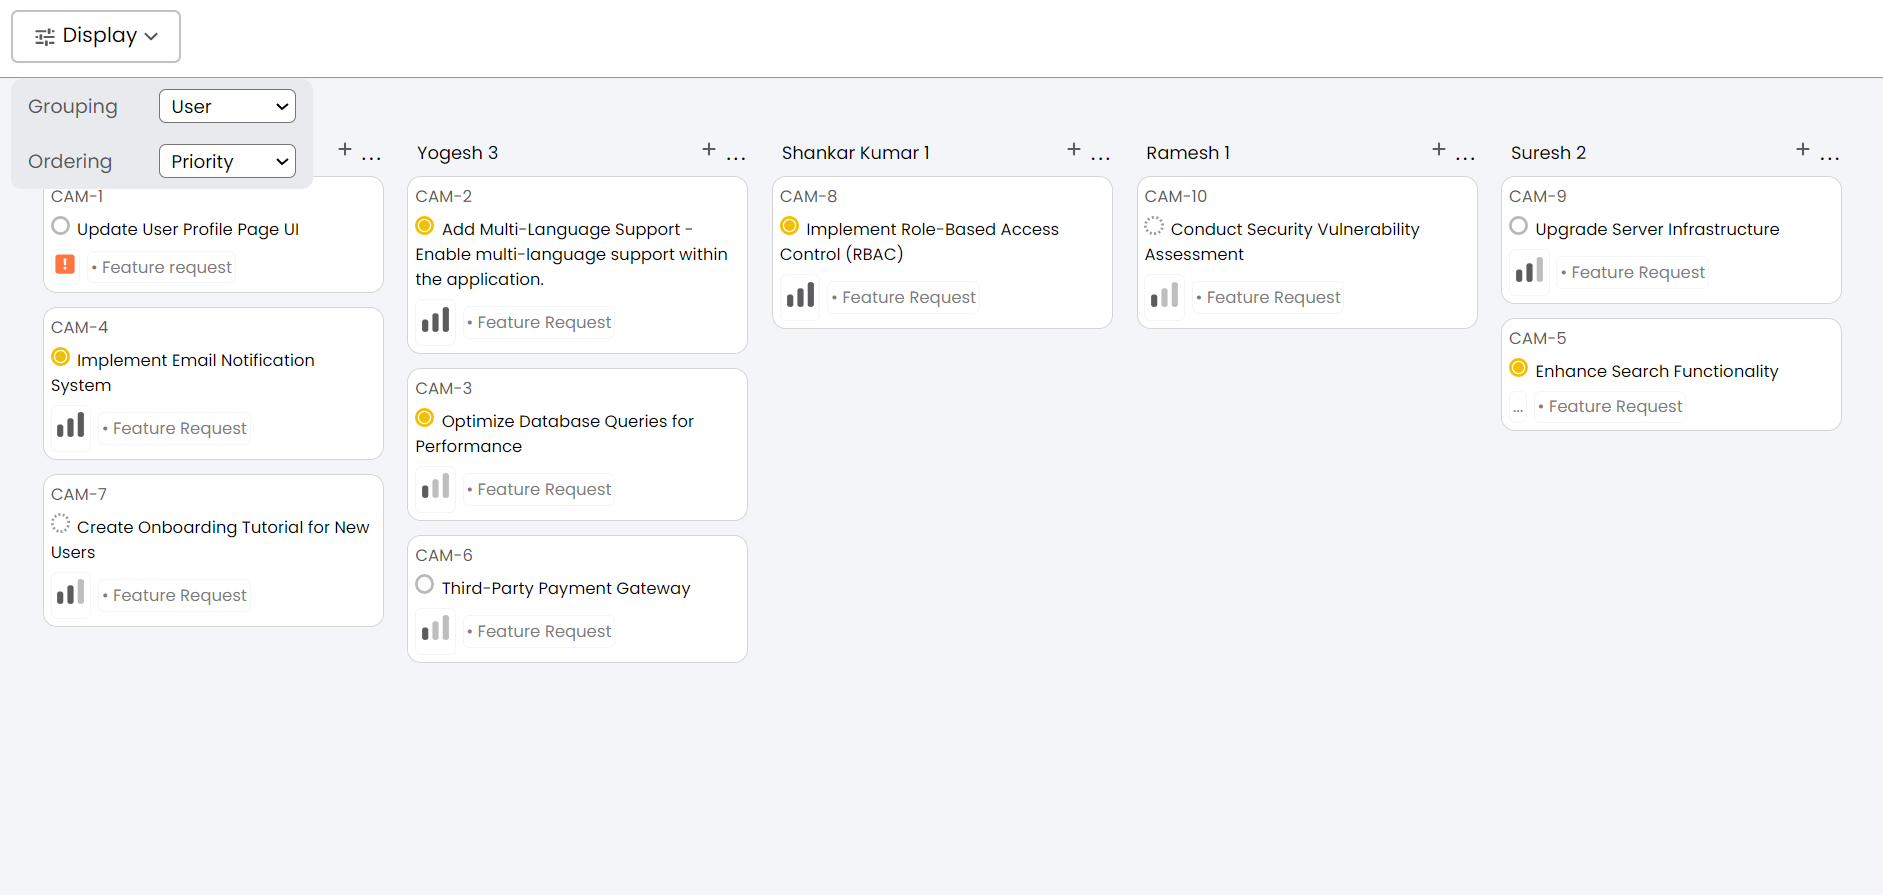 Display
Grouping
User
Ordering
Priority
+ ...
CAM-1
Update User Profile Page UI
! • Feature request
CAM-4
Implement Email Notification
System
• Feature Request
CAM-7
Create Onboarding Tutorial for New
Users
• Feature Request
Yogesh 3
+ ...
CAM-2
Add Multi-Language Support -
Enable multi-language support within
the application.
• Feature Request
CAM-3
Optimize Database Queries for
Performance
• Feature Request
CAM-6
Third-Party Payment Gateway
• Feature Request
Shankar Kumar 1
+ ...
CAM-8
Implement Role-Based Access
Control (RBAC)
• Feature Request
Ramesh 1
+ ...
CAM-10
Conduct Security Vulnerability
Assessment
• Feature Request
Suresh 2
+ ...
CAM-9
Upgrade Server Infrastructure
• Feature Request
CAM-5
Enhance Search Functionality
... • Feature Request